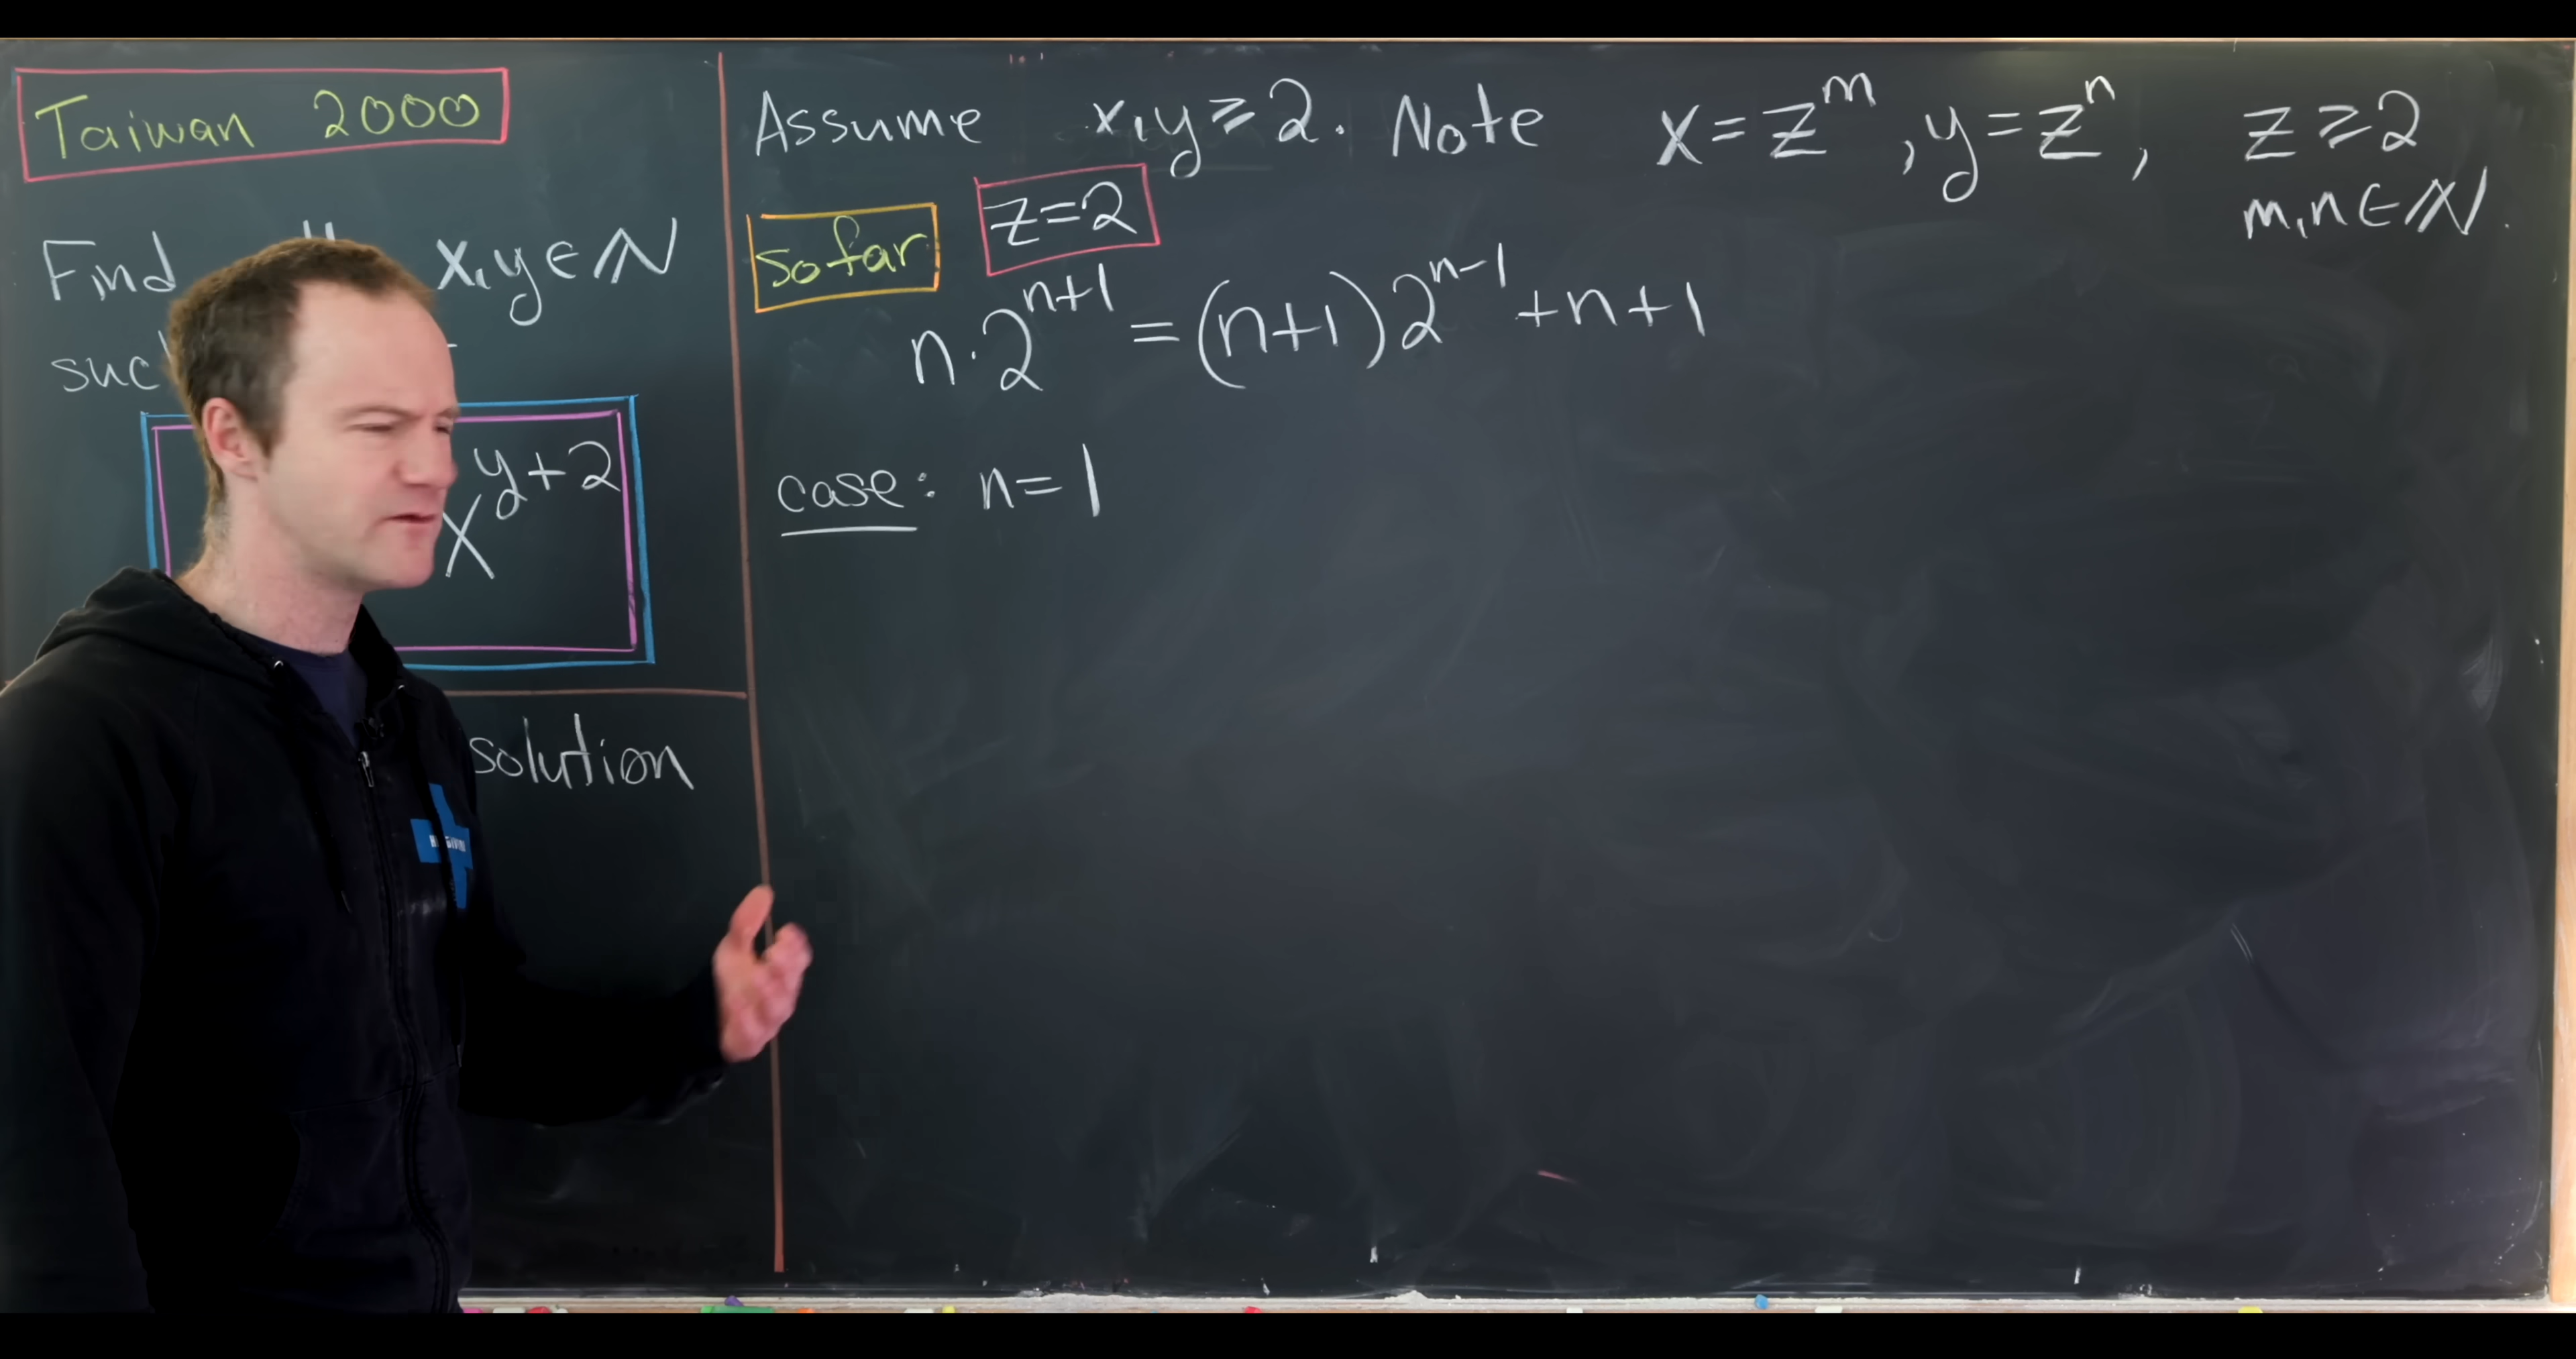 Taiwan 2000
Find x,y∈ℕ
suc
x^{y+2}
solution
Assume x,y≥2. Note x=z^m, y=z^n, z≥2
m,n∈ℕ.
so far z=2
n·2^{n+1} = (n+1)2^{n-1}+n+1
case: n=1